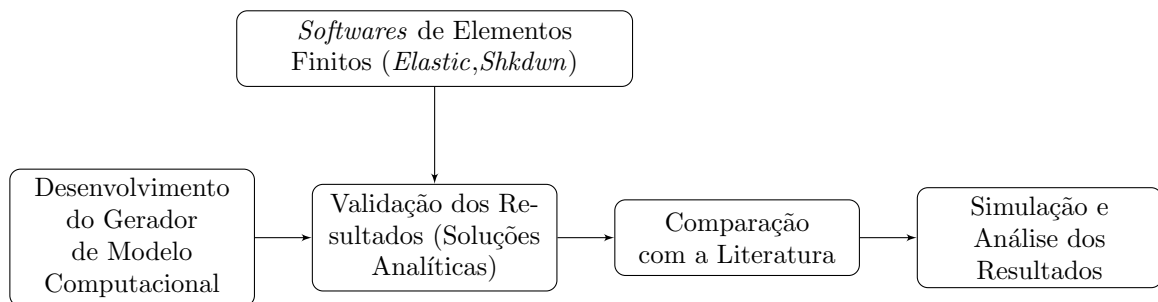 Softwares de Elementos
Finitos (Elastic,Shkdwn)
Desenvolvimento
do Gerador
de Modelo
Computacional
Validação dos Re-
sultados (Soluções
Analíticas)
Comparação
com a Literatura
Simulação e
Análise dos
Resultados